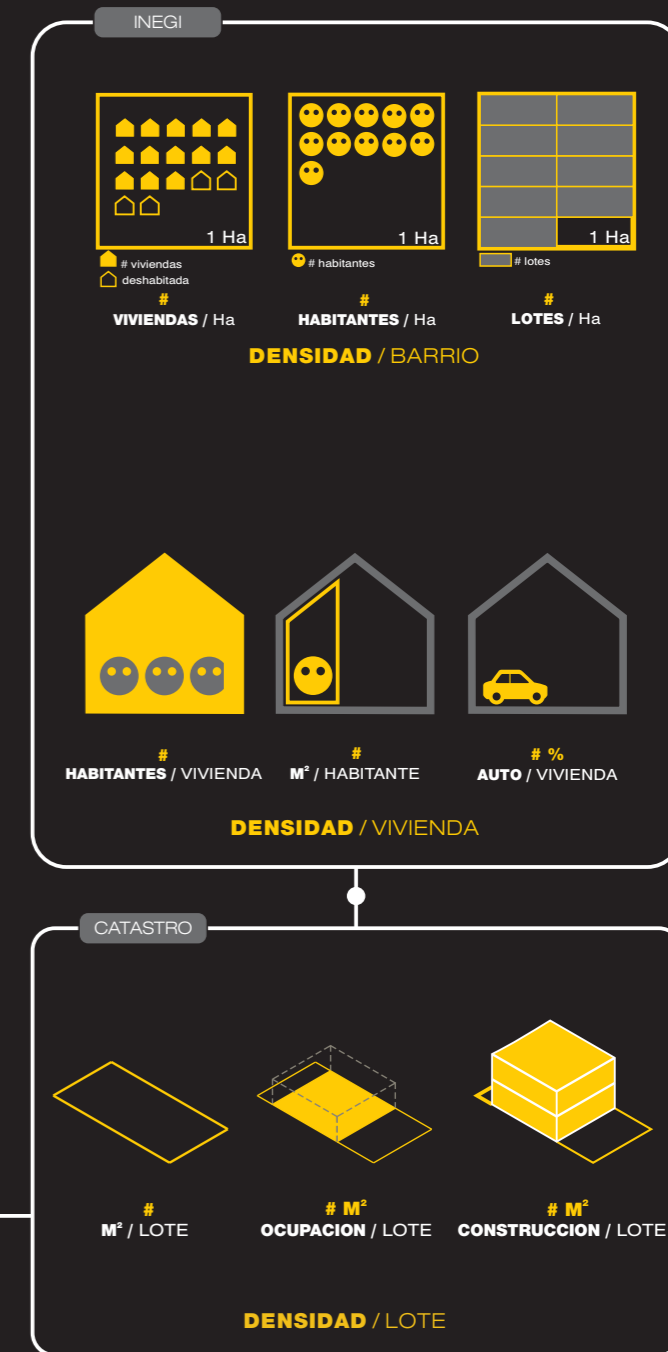 INEGI
1 Ha
1 Ha
1 Ha
# viviendas
deshabitada
# habitantes
# lotes
#
VIVIENDAS / Ha
#
HABITANTES / Ha
#
LOTES / Ha
DENSIDAD / BARRIO
#
HABITANTES / VIVIENDA
#
M² / HABITANTE
# %
AUTO / VIVIENDA
DENSIDAD / VIVIENDA
CATASTRO
#
M² / LOTE
# M²
OCUPACION / LOTE
# M²
CONSTRUCCION / LOTE
DENSIDAD / LOTE